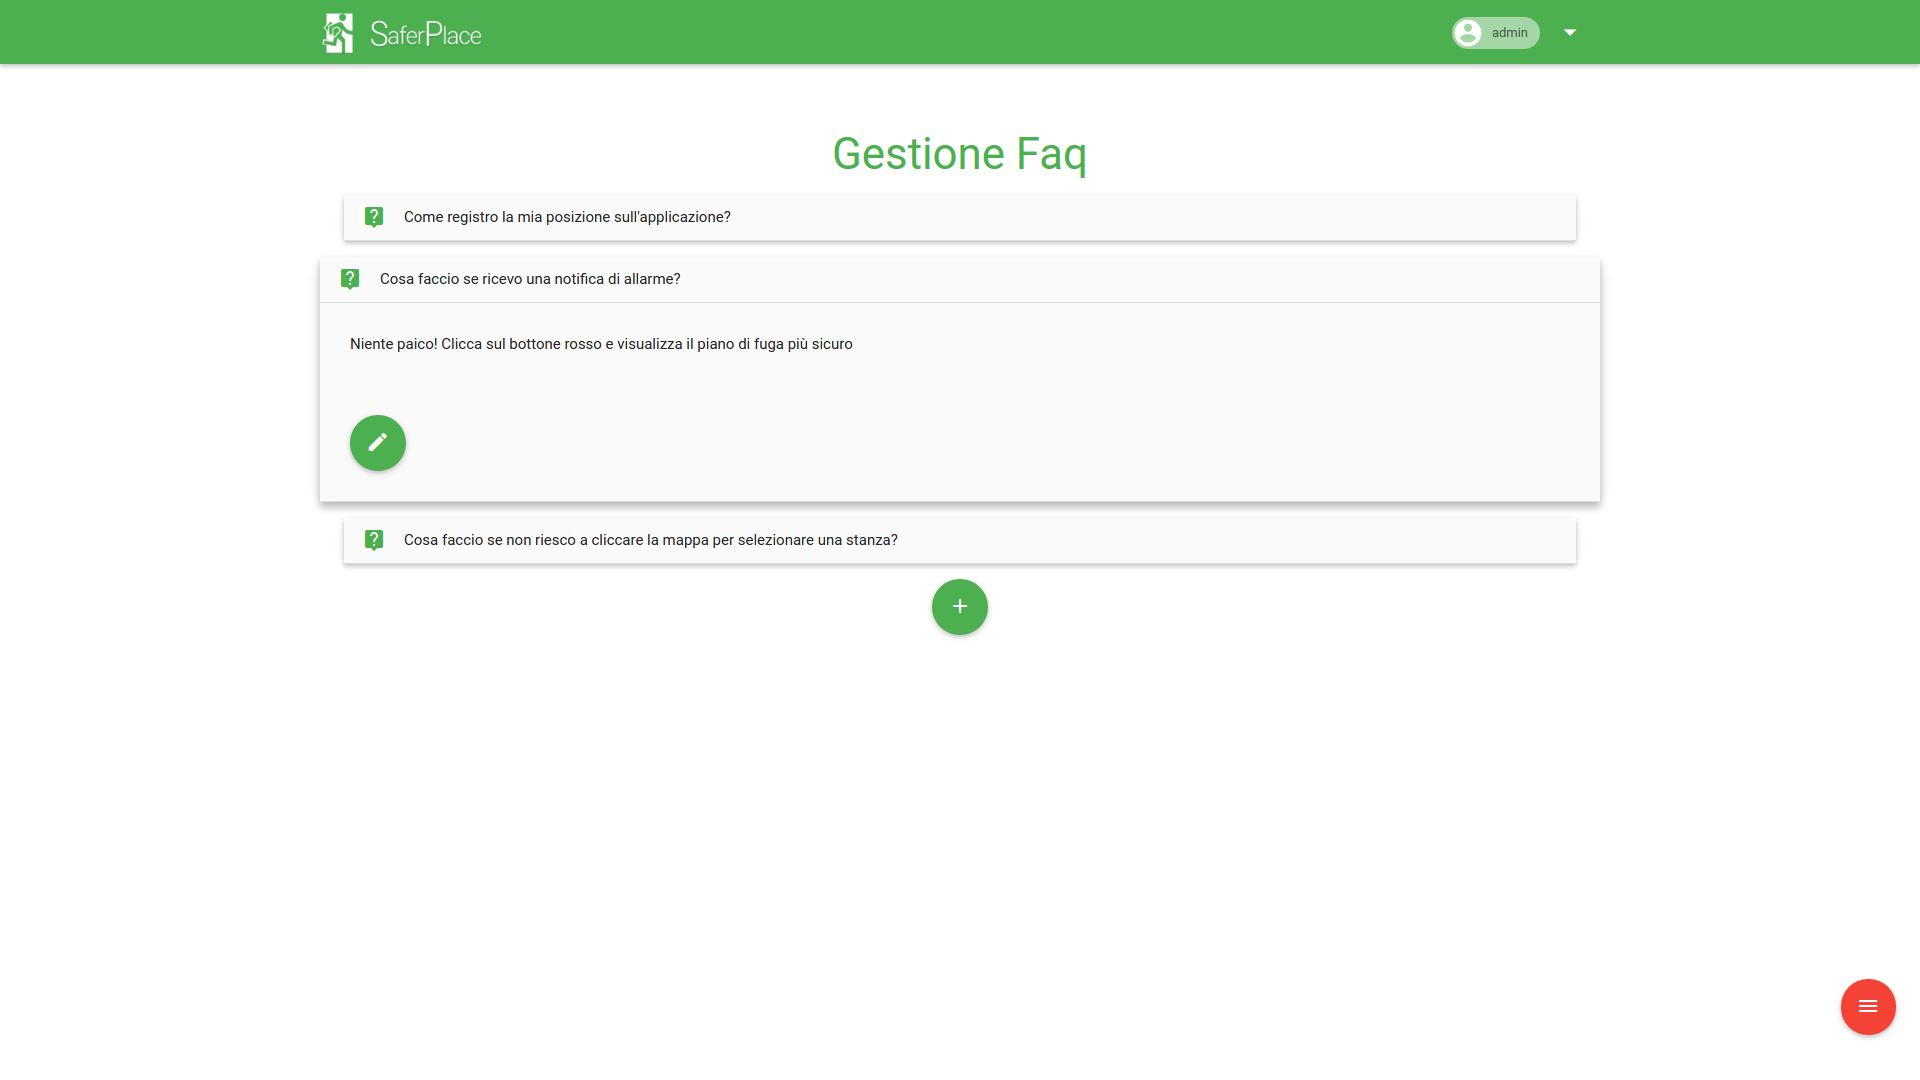 SaferPlace
admin
Gestione Faq
Come registro la mia posizione sull'applicazione?
Cosa faccio se ricevo una notifica di allarme?
Niente paico! Clicca sul bottone rosso e visualizza il piano di fuga più sicuro
Cosa faccio se non riesco a cliccare la mappa per selezionare una stanza?